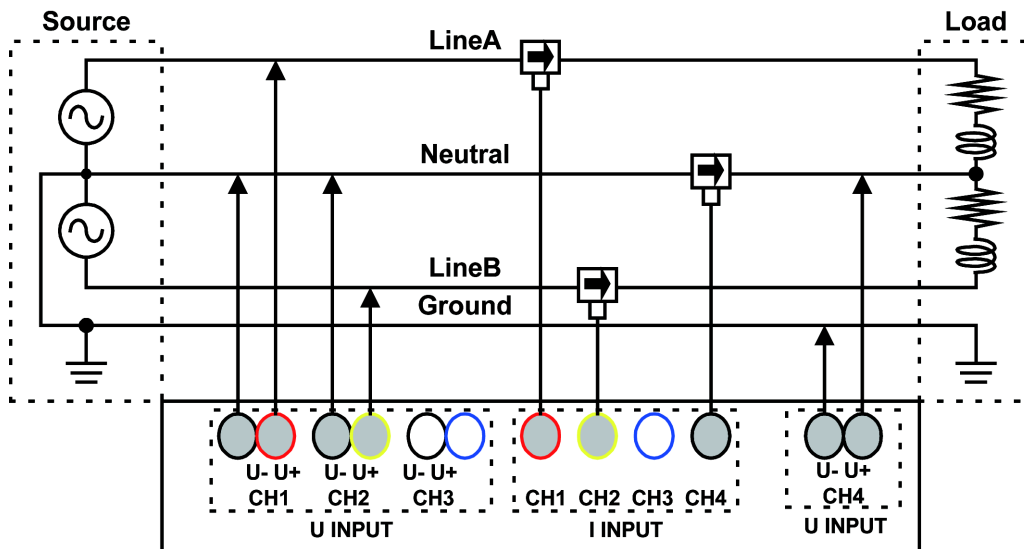 Source
Load
LineA
Neutral
LineB
Ground
U- U+ U- U+ U- U+ U- U+
CH1 CH2 CH3 CH1 CH2 CH3 CH4 CH4
U INPUT I INPUT U INPUT